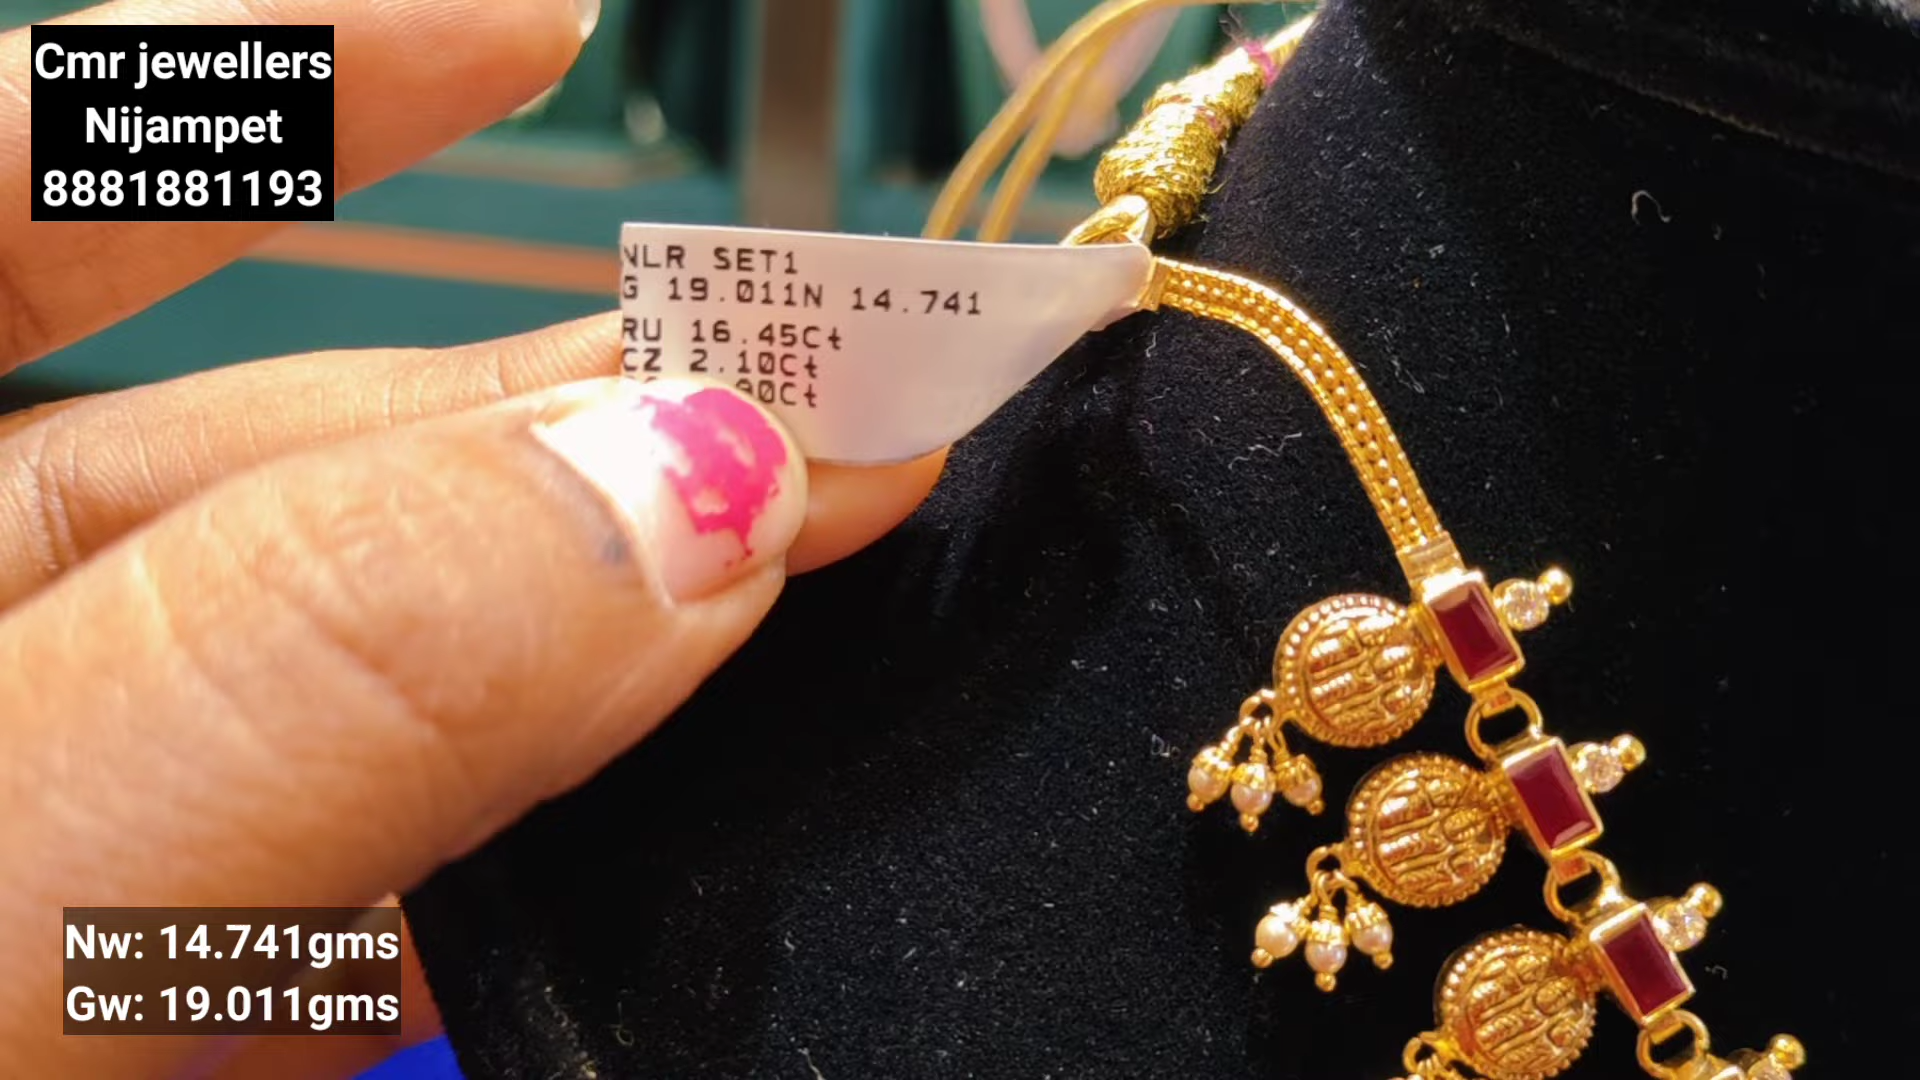 Cmr jewellers
Nijampet
8881881193
NLR SET1
G 19.011N 14.741
RU 16.45Ct
CZ 2.10Ct
Nw: 14.741gms
Gw: 19.011gms